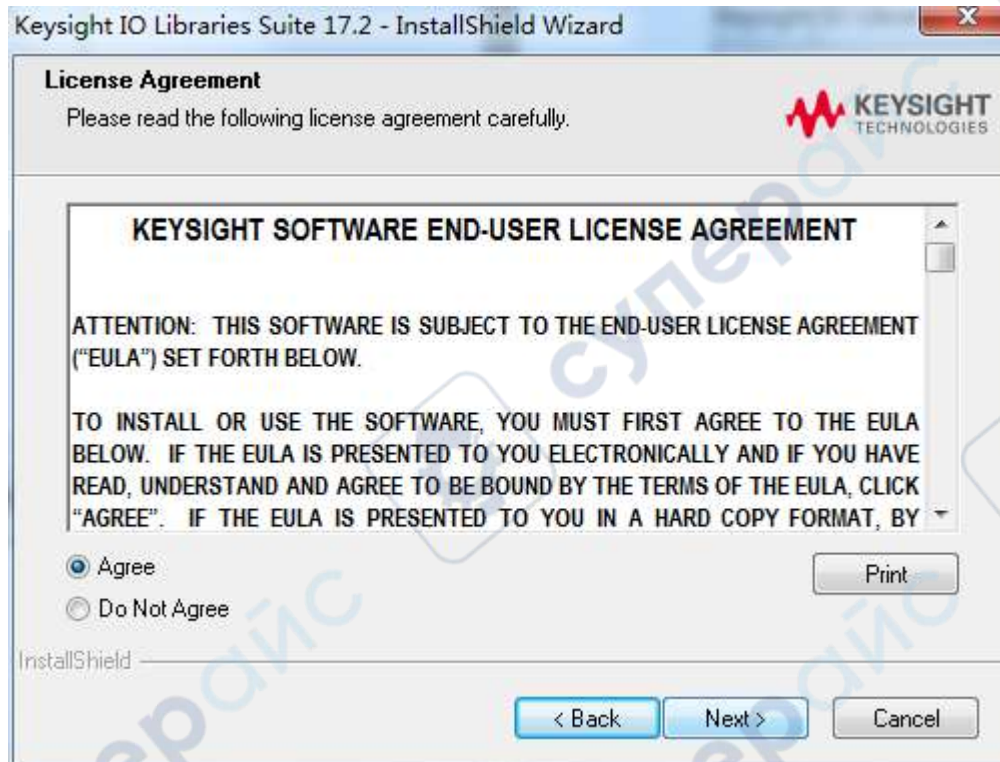 Keysight IO Libraries Suite 17.2 - InstallShield Wizard
License Agreement
Please read the following license agreement carefully.
KEYSIGHT
TECHNOLOGIES
KEYSIGHT SOFTWARE END-USER LICENSE AGREEMENT
ATTENTION: THIS SOFTWARE IS SUBJECT TO THE END-USER LICENSE AGREEMENT
(“EULA”) SET FORTH BELOW.
TO INSTALL OR USE THE SOFTWARE, YOU MUST FIRST AGREE TO THE EULA
BELOW. IF THE EULA IS PRESENTED TO YOU ELECTRONICALLY AND IF YOU HAVE
READ, UNDERSTAND AND AGREE TO BE BOUND BY THE TERMS OF THE EULA, CLICK
“AGREE”. IF THE EULA IS PRESENTED TO YOU IN A HARD COPY FORMAT, BY
Agree
Print
Do Not Agree
InstallShield
< Back
Next >
Cancel
суперайс